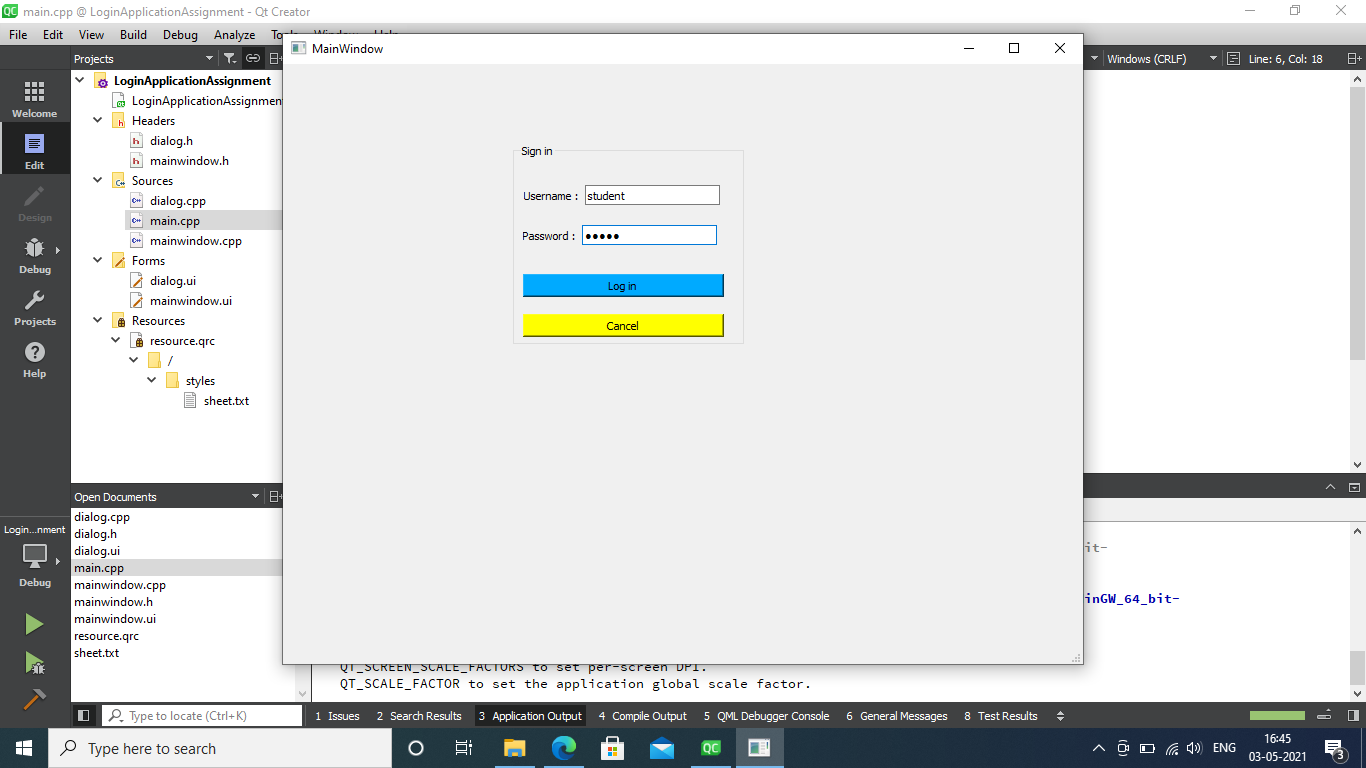 main.cpp @ LoginApplicationAssignment - Qt Creator
File Edit View Build Debug Analyze
MainWindow
Projects
Windows (CRLF)
Line: 6, Col: 18
Welcome
Edit
Design
Debug
Projects
Help
LoginApplicationAssignment
LoginApplicationAssignmen
Headers
dialog.h
mainwindow.h
Sources
dialog.cpp
main.cpp
mainwindow.cpp
Forms
dialog.ui
mainwindow.ui
Resources
resource.qrc
/
styles
sheet.txt
Sign in
Username : student
Password : •••••
Log in
Cancel
Open Documents
dialog.cpp
dialog.h
dialog.ui
main.cpp
mainwindow.cpp
mainwindow.h
mainwindow.ui
resource.qrc
sheet.txt
Login...nment
Debug
it-
inGW_64_bit-
QT_SCREEN_SCALE_FACTORS to set per-screen DPI.
QT_SCALE_FACTOR to set the application global scale factor.
Type to locate (Ctrl+K)
1 Issues 2 Search Results 3 Application Output 4 Compile Output 5 QML Debugger Console 6 General Messages 8 Test Results
Type here to search
QC
ENG
16:45
03-05-2021
3